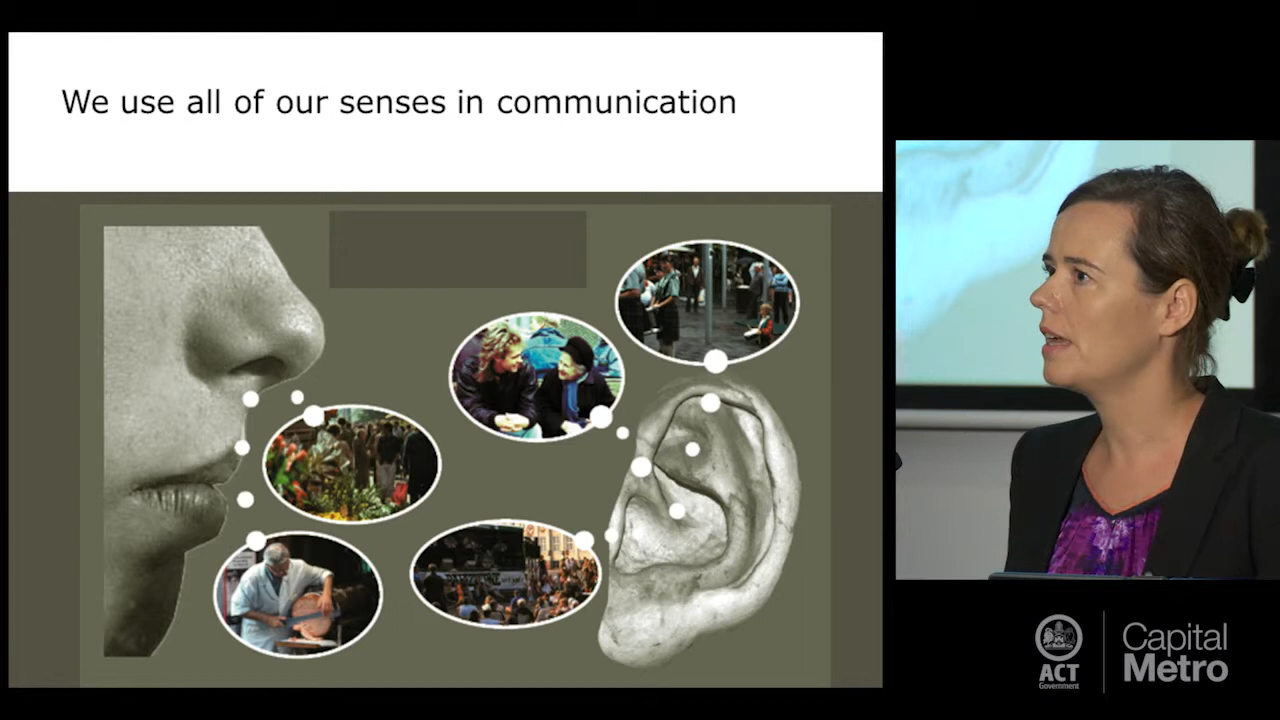 We use all of our senses in communication
ACT
Government
Capital
Metro